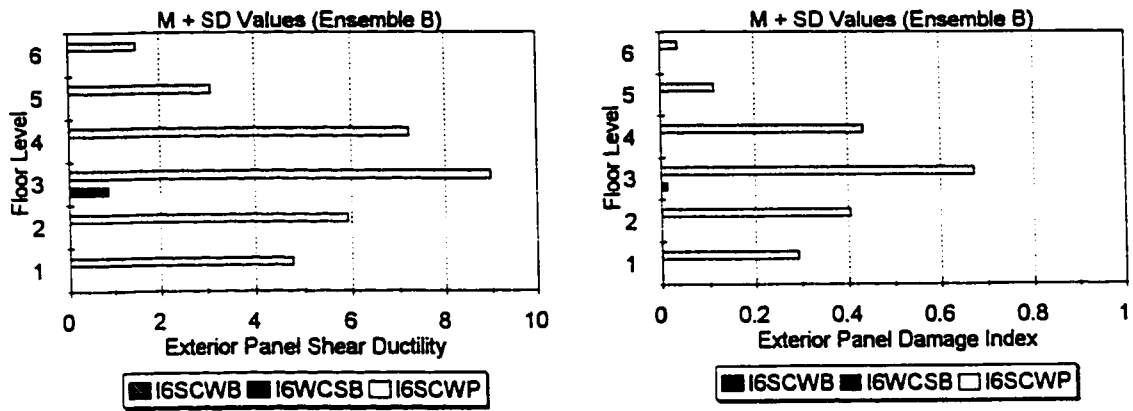 M + SD Values (Ensemble B)
Floor Level
6
5
4
3
2
1
0 2 4 6 8 10
Exterior Panel Shear Ductility
I6SCWB I6WCSB I6SCWP
M + SD Values (Ensemble B)
Floor Level
6
5
4
3
2
1
0 0.2 0.4 0.6 0.8 1
Exterior Panel Damage Index
I6SCWB I6WCSB I6SCWP